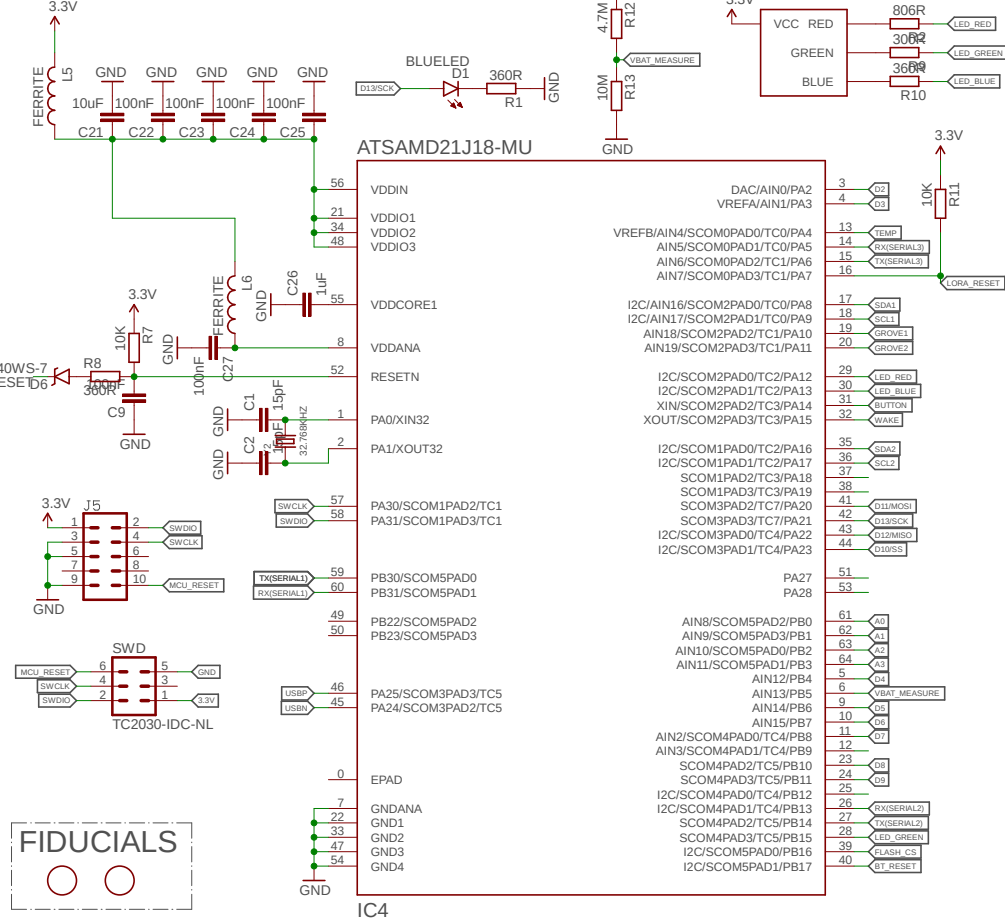 3.3V
FERRITE
L5
GND GND GND GND GND
10uF 100nF 100nF 100nF 100nF
C21 C22 C23 C24 C25
BLUELED
D1
D13/SCK
360R
R1
GND
4.7M
R12
VBAT_MEASURE
10M
R13
GND
3.3V
VCC RED
GREEN
BLUE
806R
R2
LED_RED
300R
R9
LED_GREEN
360R
R10
LED_BLUE
3.3V
10K
R11
LORA_RESET
ATSAMD21J18-MU
56 VDDIN
21 VDDIO1
34 VDDIO2
48 VDDIO3
55 VDDCORE1
8 VDDANA
52 RESETN
1 PA0/XIN32
2 PA1/XOUT32
57 PA30/SCOM1PAD2/TC1
58 PA31/SCOM1PAD3/TC1
59 PB30/SCOM5PAD0
60 PB31/SCOM5PAD1
49 PB22/SCOM5PAD2
50 PB23/SCOM5PAD3
46 PA25/SCOM3PAD3/TC5
45 PA24/SCOM3PAD2/TC5
0 EPAD
7 GNDANA
22 GND1
33 GND2
47 GND3
54 GND4
GND
DAC/AIN0/PA2 3 D2
VREFA/AIN1/PA3 4 D3
VREFB/AIN4/SCOM0PAD0/TC0/PA4 13 TEMP
AIN5/SCOM0PAD1/TC0/PA5 14 RX(SERIAL3)
AIN6/SCOM0PAD2/TC1/PA6 15 TX(SERIAL3)
AIN7/SCOM0PAD3/TC1/PA7 16
I2C/AIN16/SCOM2PAD0/TC0/PA8 17 SDA1
I2C/AIN17/SCOM2PAD1/TC0/PA9 18 SCL1
AIN18/SCOM2PAD2/TC1/PA10 19 GROVE1
AIN19/SCOM2PAD3/TC1/PA11 20 GROVE2
I2C/SCOM2PAD0/TC2/PA12 29 LED_RED
I2C/SCOM2PAD1/TC2/PA13 30 LED_BLUE
XIN/SCOM2PAD2/TC3/PA14 31 BUTTON
XOUT/SCOM2PAD3/TC3/PA15 32 WAKE
I2C/SCOM1PAD0/TC2/PA16 35 SDA2
I2C/SCOM1PAD1/TC2/PA17 36 SCL2
SCOM1PAD2/TC3/PA18 37
SCOM1PAD3/TC3/PA19 38
SCOM3PAD2/TC7/PA20 41 D11/MOSI
SCOM3PAD3/TC7/PA21 42 D13/SCK
I2C/SCOM3PAD0/TC4/PA22 43 D12/MISO
I2C/SCOM3PAD1/TC4/PA23 44 D10/SS
PA27 51
PA28 53
AIN8/SCOM5PAD2/PB0 61 A0
AIN9/SCOM5PAD3/PB1 62 A1
AIN10/SCOM5PAD0/PB2 63 A2
AIN11/SCOM5PAD1/PB3 64 A3
AIN12/PB4 5 D4
AIN13/PB5 6 VBAT_MEASURE
AIN14/PB6 9 D5
AIN15/PB7 10 D6
AIN2/SCOM4PAD0/TC4/PB8 11 D7
AIN3/SCOM4PAD1/TC4/PB9 12
SCOM4PAD2/TC5/PB10 23 D8
SCOM4PAD3/TC5/PB11 24 D9
I2C/SCOM4PAD0/TC4/PB12 25
I2C/SCOM4PAD1/TC4/PB13 26 RX(SERIAL2)
SCOM4PAD2/TC5/PB14 27 TX(SERIAL2)
SCOM4PAD3/TC5/PB15 28 LED_GREEN
I2C/SCOM5PAD0/PB16 39 FLASH_CS
I2C/SCOM5PAD1/PB17 40 BT_RESET
IC4
FERRITE
L6
GND
C26
1uF
GND
100nF
C27
3.3V
10K
R7
40WS-7
ESET
D6
R8
360R
100nF
C9
GND
GND
C1
15pF
GND
C2
15pF
32.768KHZ
SWCLK
SWDIO
TX(SERIAL1)
RX(SERIAL1)
USBP
USBN
3.3V
J5
1 2 SWDIO
3 4 SWCLK
5 6
7 8
9 10 MCU_RESET
GND
SWD
MCU_RESET 6 5 GND
SWCLK 4 3
SWDIO 2 1 3.3V
TC2030-IDC-NL
FIDUCIALS